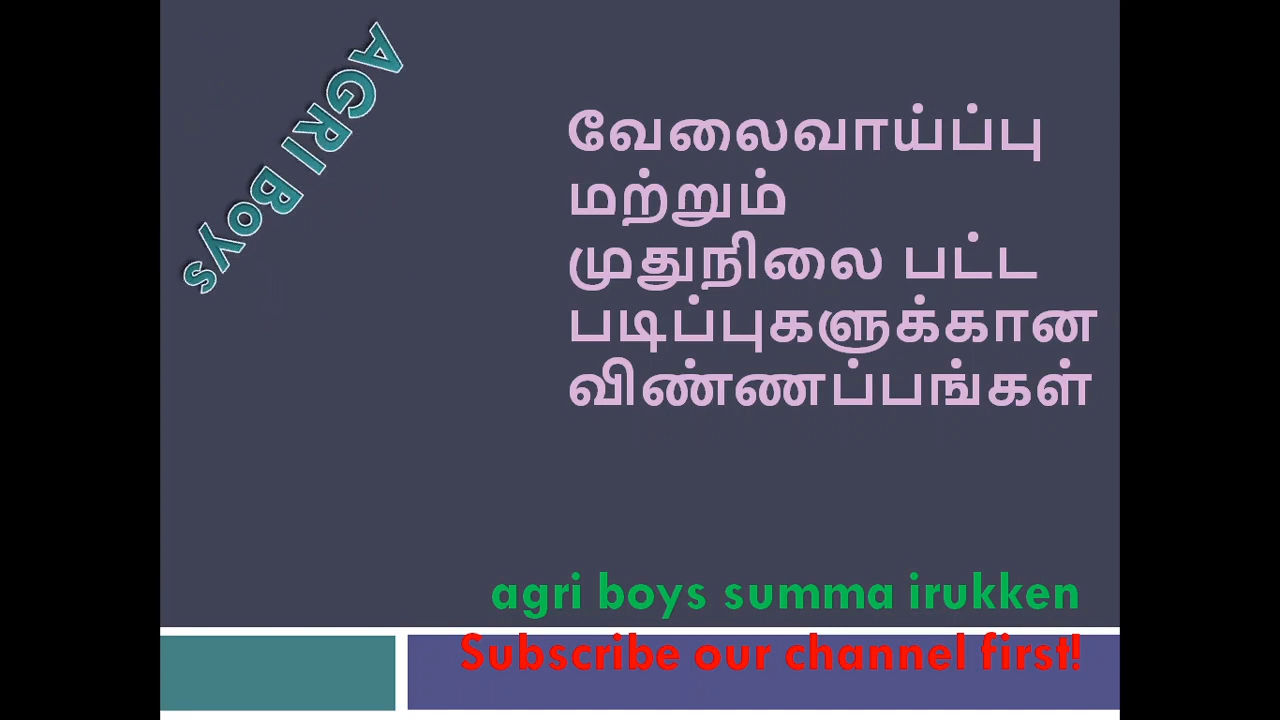 AGRI Boys
வேலைவாய்ப்பு
மற்றும்
முதுநிலை பட்ட
படிப்புகளுக்கான
விண்ணப்பங்கள்
agri boys summa irukken
Subscribe our channel first!